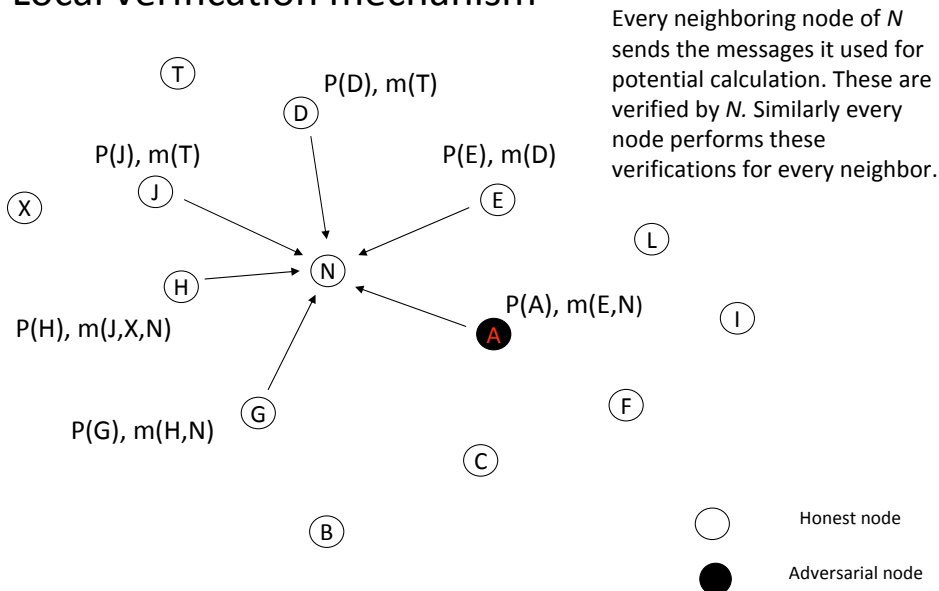 Local verification mechanism
Every neighboring node of N
sends the messages it used for
potential calculation. These are
verified by N. Similarly every
node performs these
verifications for every neighbor.
T
P(D), m(T)
D
P(J), m(T)
P(E), m(D)
J
E
X
L
N
H
P(A), m(E,N)
I
P(H), m(J,X,N)
A
F
G
P(G), m(H,N)
C
B
Honest node
Adversarial node